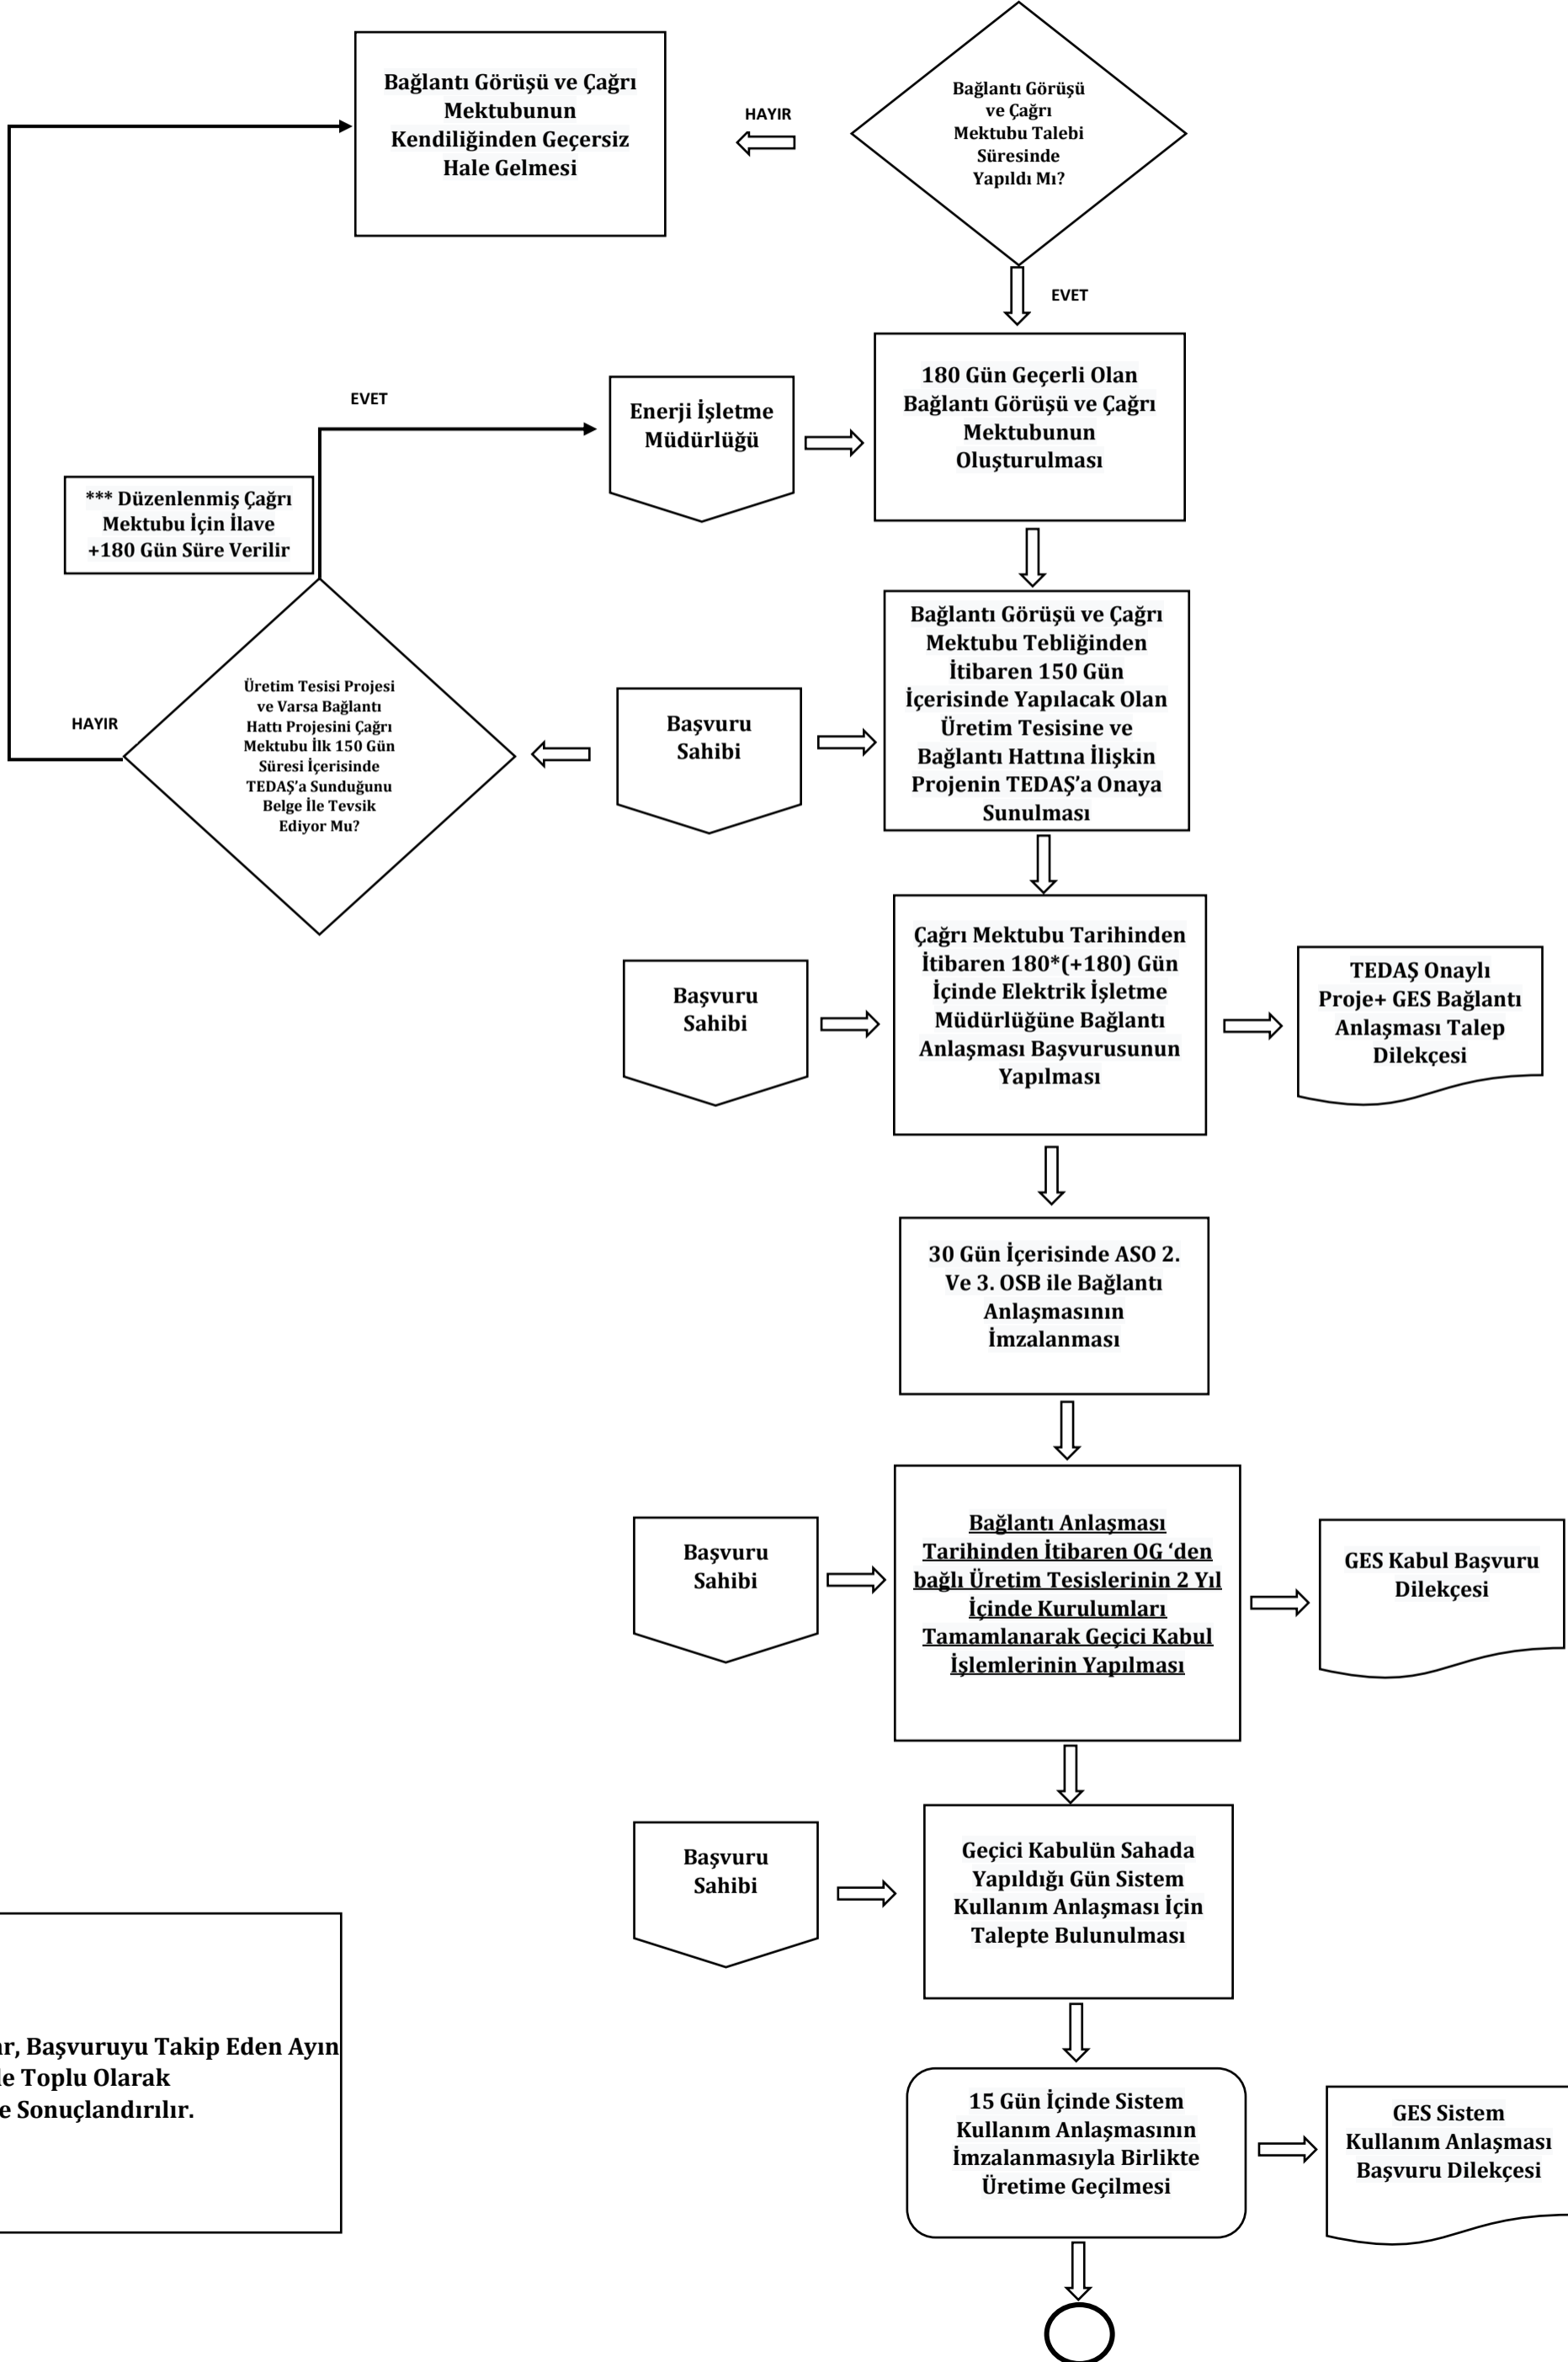 Bağlantı Görüşü ve Çağrı
Mektubunun
Kendiliğinden Geçersiz
Hale Gelmesi
HAYIR
Bağlantı Görüşü
ve Çağrı
Mektubu Talebi
Süresinde
Yapıldı Mı?
EVET
EVET
Enerji İşletme
Müdürlüğü
180 Gün Geçerli Olan
Bağlantı Görüşü ve Çağrı
Mektubunun
Oluşturulması
*** Düzenlenmiş Çağrı
Mektubu İçin İlave
+180 Gün Süre Verilir
HAYIR
Üretim Tesisi Projesi
ve Varsa Bağlantı
Hattı Projesini Çağrı
Mektubu İlk 150 Gün
Süresi İçerisinde
TEDAŞ’a Sunduğunu
Belge İle Tevsik
Ediyor Mu?
Başvuru
Sahibi
Bağlantı Görüşü ve Çağrı
Mektubu Tebliğinden
İtibaren 150 Gün
İçerisinde Yapılacak Olan
Üretim Tesisine ve
Bağlantı Hattına İlişkin
Projenin TEDAŞ’a Onaya
Sunulması
Başvuru
Sahibi
Çağrı Mektubu Tarihinden
İtibaren 180*(+180) Gün
İçinde Elektrik İşletme
Müdürlüğüne Bağlantı
Anlaşması Başvurusunun
Yapılması
TEDAŞ Onaylı
Proje+ GES Bağlantı
Anlaşması Talep
Dilekçesi
30 Gün İçerisinde ASO 2.
Ve 3. OSB ile Bağlantı
Anlaşmasının
İmzalanması
Başvuru
Sahibi
Bağlantı Anlaşması
Tarihinden İtibaren OG ‘den
bağlı Üretim Tesislerinin 2 Yıl
İçinde Kurulumları
Tamamlanarak Geçici Kabul
İşlemlerinin Yapılması
GES Kabul Başvuru
Dilekçesi
Başvuru
Sahibi
Geçici Kabulün Sahada
Yapıldığı Gün Sistem
Kullanım Anlaşması İçin
Talepte Bulunulması
, Başvuruyu Takip Eden Ayın
Toplu Olarak
Sonuçlandırılır.
15 Gün İçinde Sistem
Kullanım Anlaşmasının
İmzalanmasıyla Birlikte
Üretime Geçilmesi
GES Sistem
Kullanım Anlaşması
Başvuru Dilekçesi